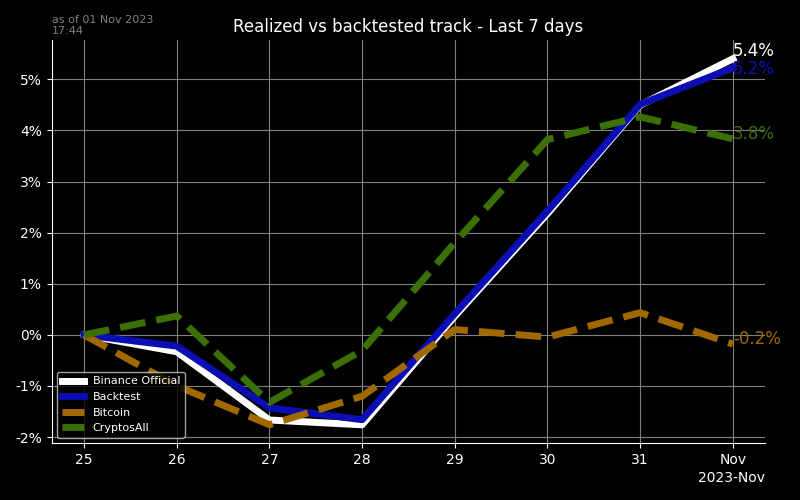 as of 01 Nov 2023
17:44
Realized vs backtested track - Last 7 days
5.4%
5.2%
3.8%
-0.2%
5%
4%
3%
2%
1%
0%
-1%
-2%
Binance Official
Backtest
Bitcoin
CryptosAll
25 26 27 28 29 30 31 Nov
2023-Nov